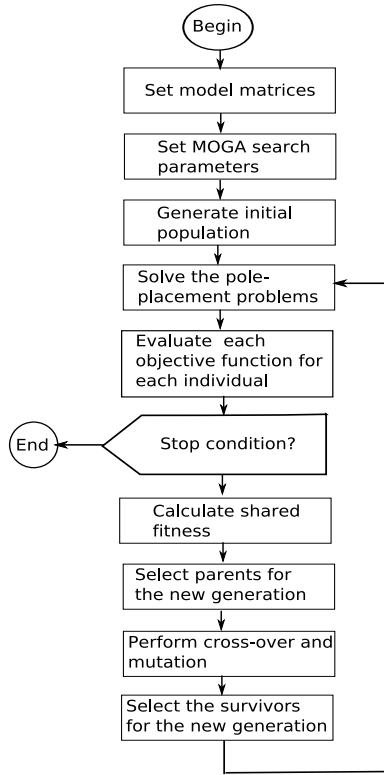 Begin
Set model matrices
Set MOGA search
parameters
Generate initial
population
Solve the pole-
placement problems
Evaluate each
objective function for
each individual
End
Stop condition?
Calculate shared
fitness
Select parents for
the new generation
Perform cross-over and
mutation
Select the survivors
for the new generation